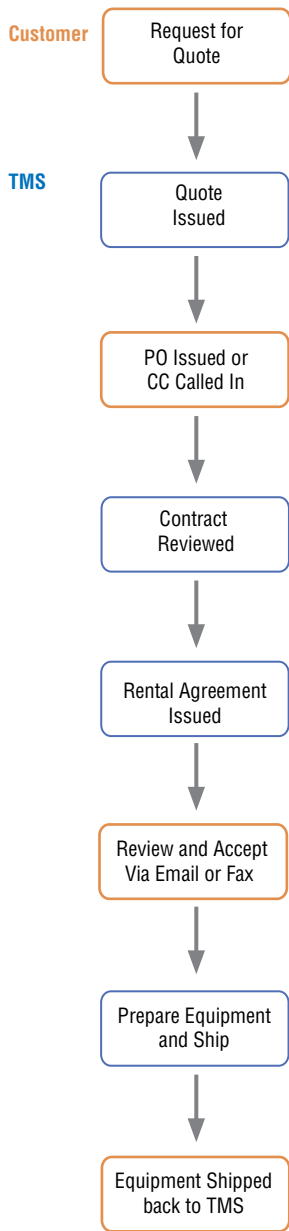 Customer
Request for
Quote
TMS
Quote
Issued
PO Issued or
CC Called In
Contract
Reviewed
Rental Agreement
Issued
Review and Accept
Via Email or Fax
Prepare Equipment
and Ship
Equipment Shipped
back to TMS